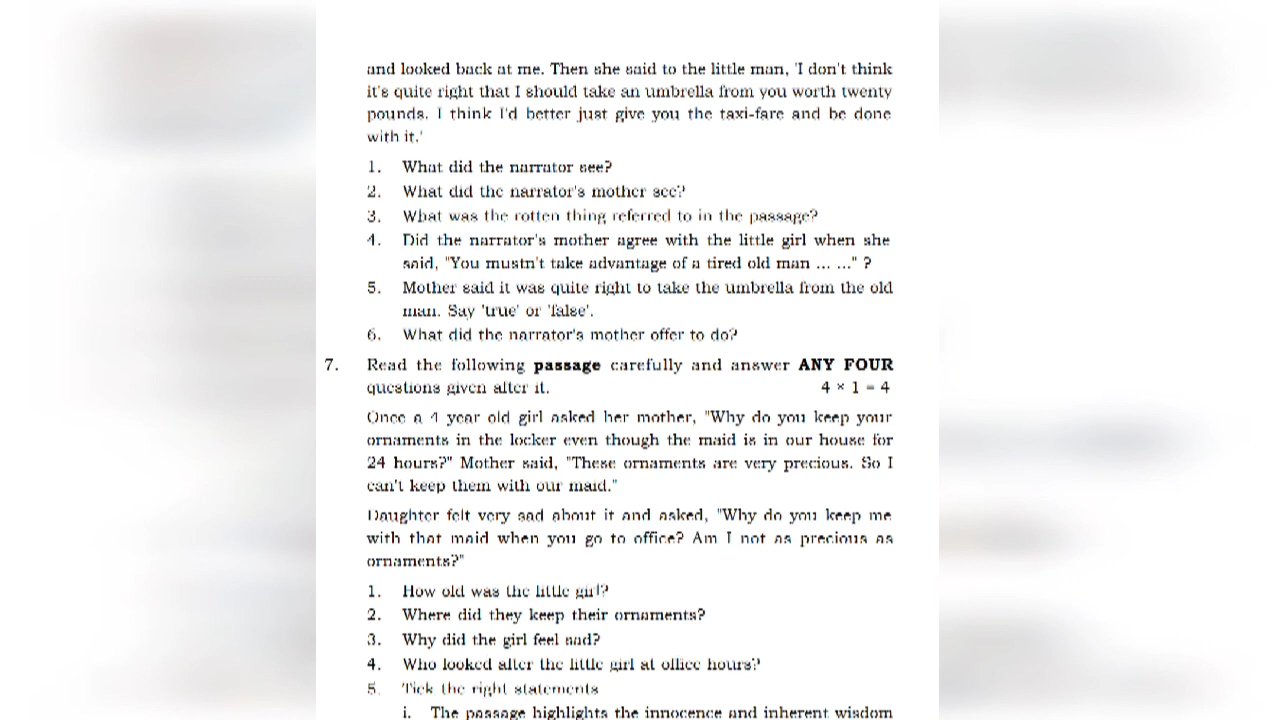 and looked back at me. Then she said to the little man, 'I don't think
it's quite right that I should take an umbrella from you worth twenty
pounds. I think I'd better just give you the taxi-fare and be done
with it.'
1. What did the narrator see?
2. What did the narrator's mother see?
3. What was the rotten thing referred to in the passage?
4. Did the narrator's mother agree with the little girl when she
said, "You mustn't take advantage of a tired old man ... ..." ?
5. Mother said it was quite right to take the umbrella from the old
man. Say 'true' or 'false'.
6. What did the narrator's mother offer to do?
7. Read the following passage carefully and answer ANY FOUR
questions given after it. 4 × 1 = 4
Once a 4 year old girl asked her mother, "Why do you keep your
ornaments in the locker even though the maid is in our house for
24 hours?" Mother said, "These ornaments are very precious. So I
can't keep them with our maid."
Daughter felt very sad about it and asked, "Why do you keep me
with that maid when you go to office? Am I not as precious as
ornaments?"
1. How old was the little girl?
2. Where did they keep their ornaments?
3. Why did the girl feel sad?
4. Who looked after the little girl at office hours?
5. Tick the right statements
i. The passage highlights the innocence and inherent wisdom